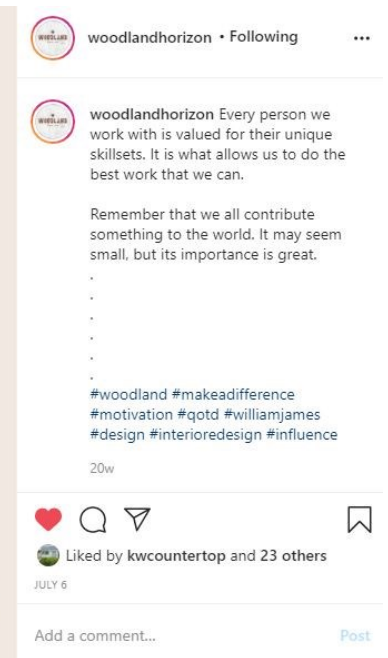 woodlandhorizon • Following
woodlandhorizon Every person we
work with is valued for their unique
skillsets. It is what allows us to do the
best work that we can.
Remember that we all contribute
something to the world. It may seem
small, but its importance is great.
.
.
.
.
.
.
#woodland #makeadifference
#motivation #qotd #williamjames
#design #interioredesign #influence
20w
Liked by kwcountertop and 23 others
JULY 6
Add a comment...
Post